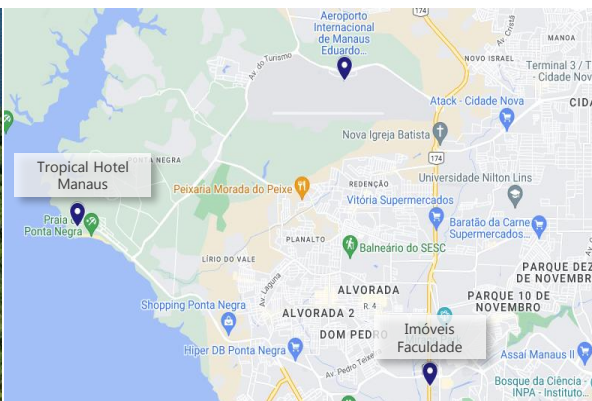 Aeroporto
Internacional
de Manaus
Eduardo...
174
Av. do Turismo
NOVO ISRAEL
MANOA
Terminal 3 / T
- Cidade Nov
Atack - Cidade Nova
CIDA
Nova Igreja Batista
174
Tropical Hotel
Manaus
PONTA NEGRA
Peixaria Morada do Peixe
REDENÇÃO
Universidade Nilton Lins
Vitória Supermercados
Praia d
Ponta Negra
PLANALTO
Balneário do SESC
Baratão da Carne
Supermercados...
LÍRIO DO VALE
Av. Laguna
PARQUE DEZ
DE NOVEMBR
ALVORADA
R. 4
PARQUE 10 DE
NOVEMBRO
Shopping Ponta Negra
ALVORADA 2
DOM PEDRO
Imóveis
Faculdade
Hiper DB Ponta Negra
Av. Pedro Teixe
Assaí Manaus II
Bosque da Ciência -
INPA - Instituto...